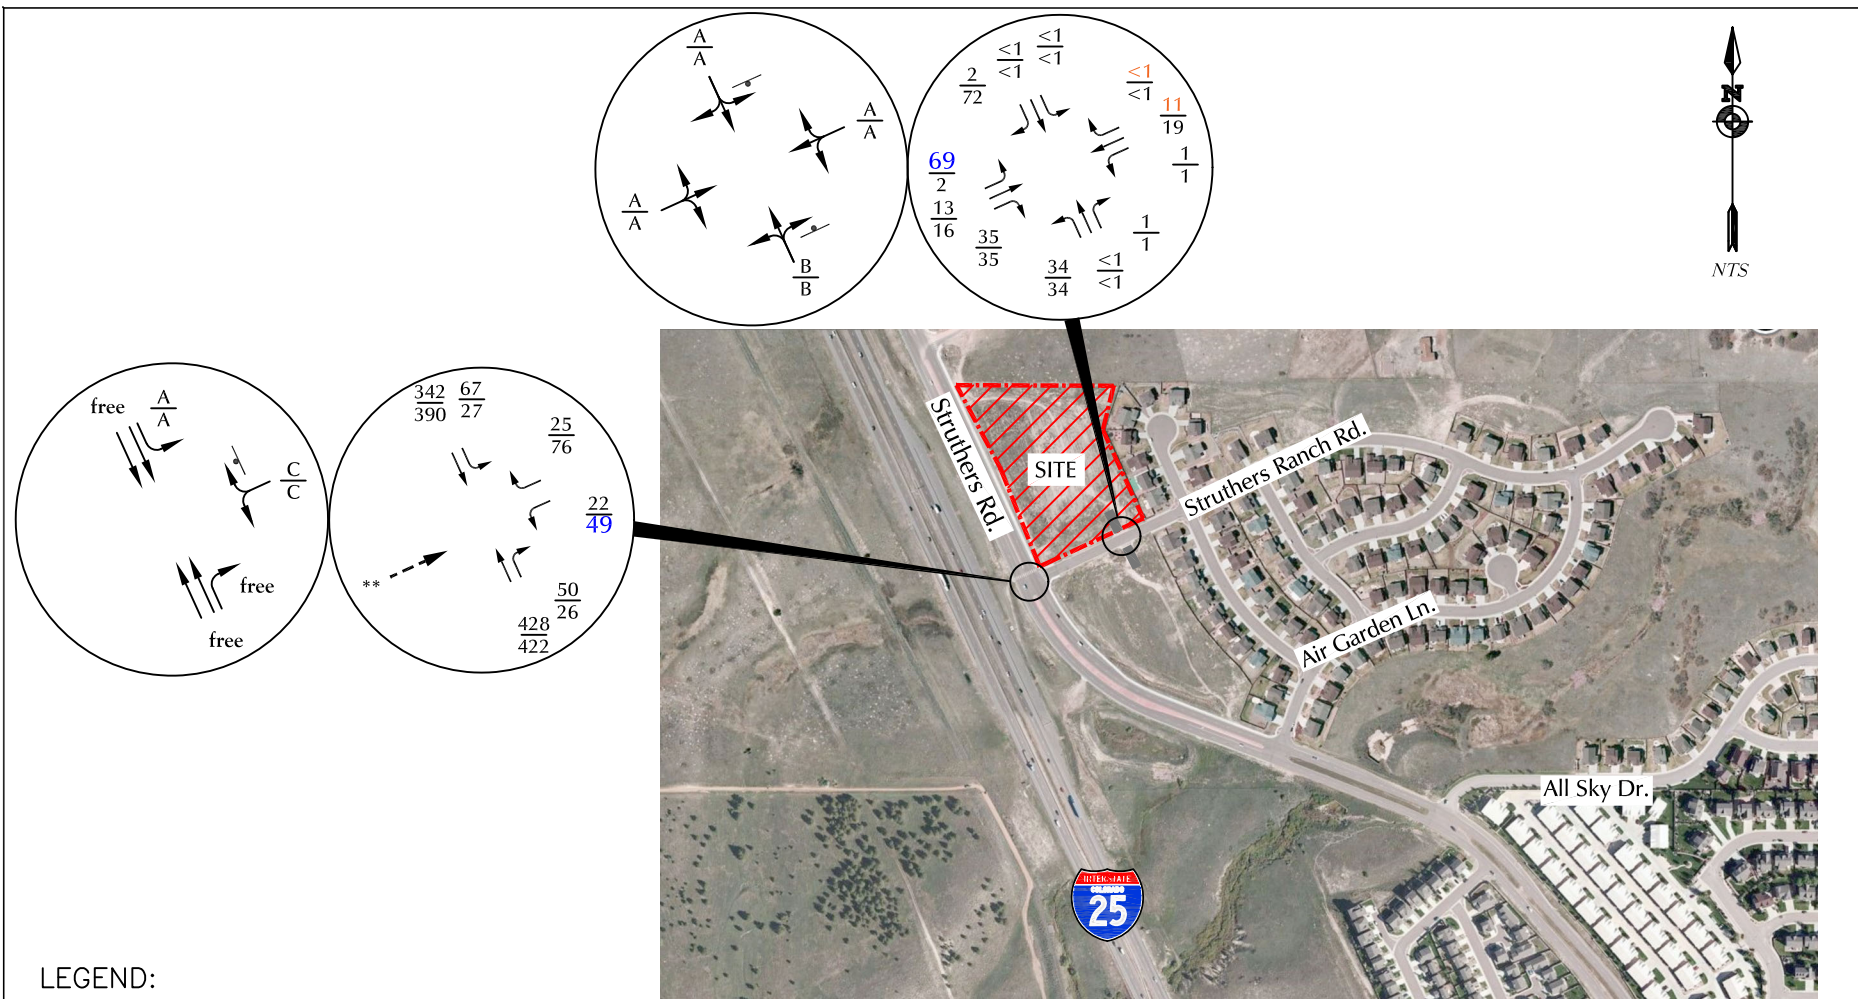 A
A
A
A
A
A
B
B
<1
<1
<1
<1
2
72
<1
<1
11
19
1
1
69
2
13
16
35
35
1
1
<1
<1
34
34
N
NTS
free
A
A
C
C
free
free
342
390
67
27
25
76
22
49
**
50
26
428
422
Struthers Rd.
SITE
Struthers Ranch Rd.
Air Garden Ln.
All Sky Dr.
INTERSTATE
COLORADO
25
LEGEND: